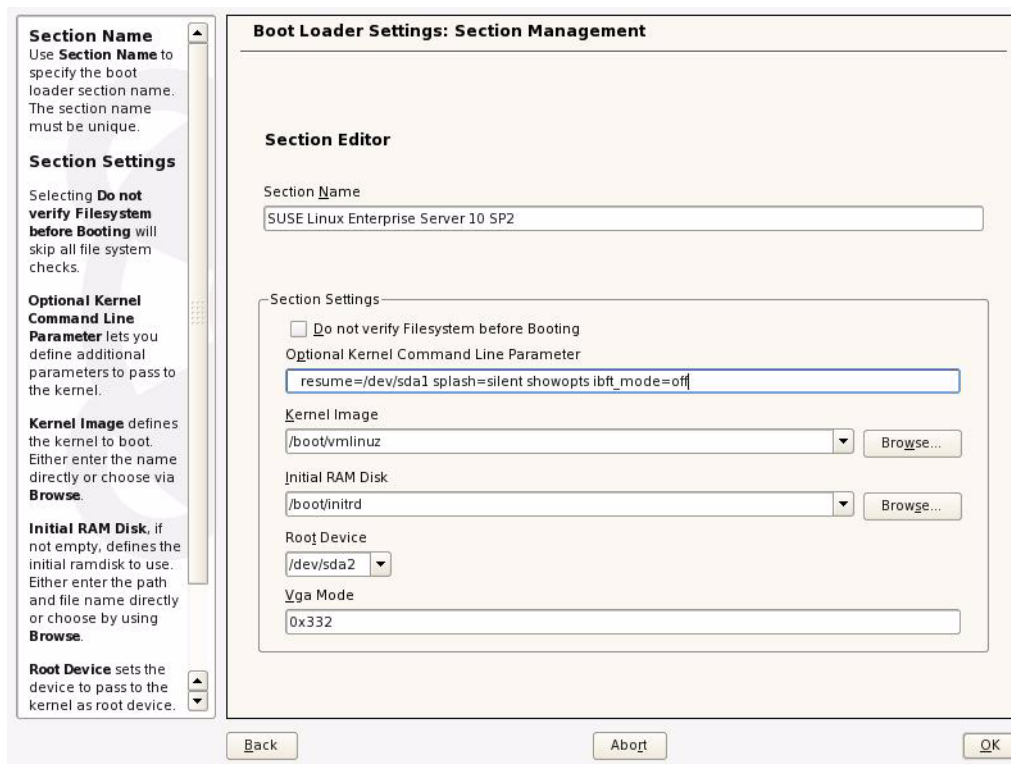 Section Name
Use Section Name to
specify the boot
loader section name.
The section name
must be unique.
Section Settings
Selecting Do not
verify Filesystem
before Booting will
skip all file system
checks.
Optional Kernel
Command Line
Parameter lets you
define additional
parameters to pass to
the kernel.
Kernel Image defines
the kernel to boot.
Either enter the name
directly or choose via
Browse.
Initial RAM Disk, if
not empty, defines the
initial ramdisk to use.
Either enter the path
and file name directly
or choose by using
Browse.
Root Device sets the
device to pass to the
kernel as root device.
Boot Loader Settings: Section Management
Section Editor
Section Name
SUSE Linux Enterprise Server 10 SP2
Section Settings
Do not verify Filesystem before Booting
Optional Kernel Command Line Parameter
resume=/dev/sda1 splash=silent showopts ibft_mode=off
Kernel Image
/boot/vmlinuz
Browse...
Initial RAM Disk
/boot/initrd
Browse...
Root Device
/dev/sda2
Vga Mode
0x332
Back
Abort
OK